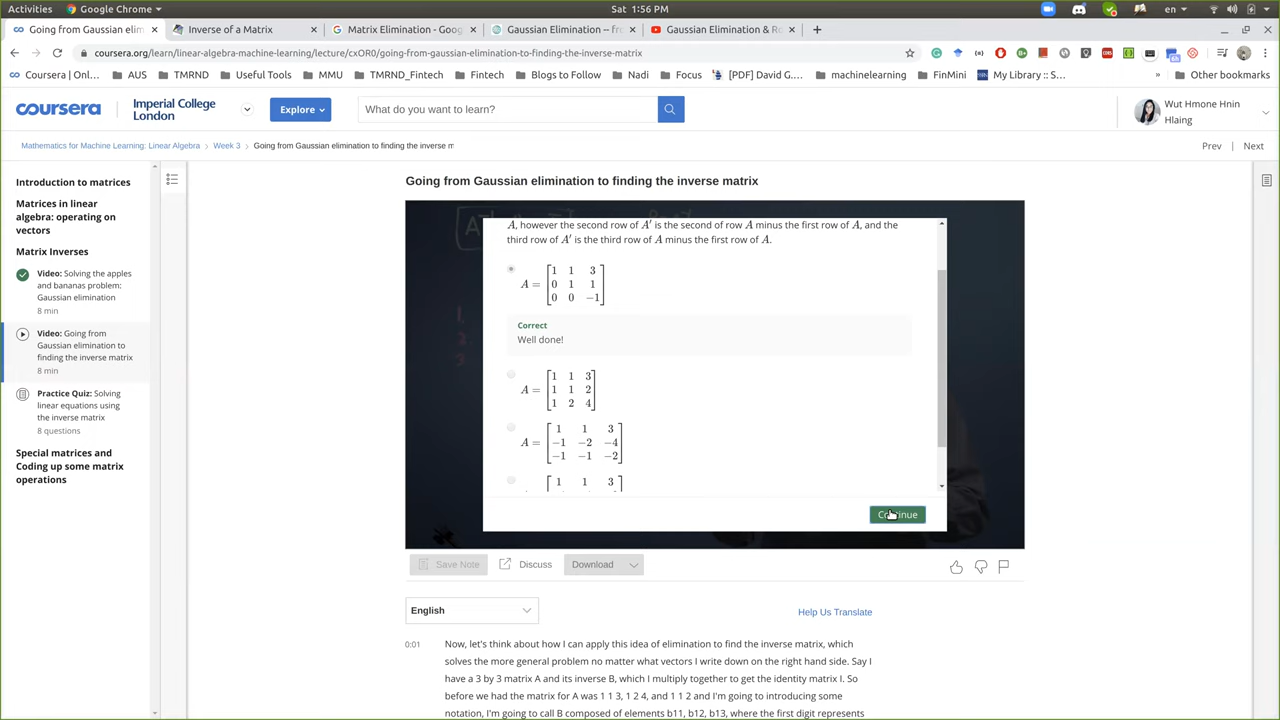 Activities
Google Chrome
Sat 1:56 PM
en
Going from Gaussian elim
Inverse of a Matrix
Matrix Elimination - Goog
Gaussian Elimination -- fro
Gaussian Elimination & Ro
coursera.org/learn/linear-algebra-machine-learning/lecture/cxOR0/going-from-gaussian-elimination-to-finding-the-inverse-matrix
Coursera | Onl...
AUS
TMRND
Useful Tools
MMU
TMRND_Fintech
Fintech
Blogs to Follow
Nadi
Focus
[PDF] David G....
machinelearning
FinMini
My Library :: S...
»
Other bookmarks
coursera
Imperial College
London
Explore
What do you want to learn?
Wut Hmone Hnin
Hlaing
Mathematics for Machine Learning: Linear Algebra
Week 3
Going from Gaussian elimination to finding the inverse m
Prev
Next
Introduction to matrices
Matrices in linear
algebra: operating on
vectors
Matrix Inverses
Video: Solving the apples
and bananas problem:
Gaussian elimination
8 min
Video: Going from
Gaussian elimination to
finding the inverse matrix
8 min
Practice Quiz: Solving
linear equations using
the inverse matrix
8 questions
Special matrices and
Coding up some matrix
operations
Going from Gaussian elimination to finding the inverse matrix
A, however the second row of A′ is the second of row A minus the first row of A, and the
third row of A′ is the third row of A minus the first row of A.
1 1 3
A = 0 1 1
0 0 −1
Correct
Well done!
1 1 3
A = 1 1 2
1 2 4
1 1 3
A = −1 −2 −4
−1 −1 −2
1 1 3
Continue
Save Note
Discuss
Download
English
Help Us Translate
0:01
Now, let's think about how I can apply this idea of elimination to find the inverse matrix, which
solves the more general problem no matter what vectors I write down on the right hand side. Say I
have a 3 by 3 matrix A and its inverse B, which I multiply together to get the identity matrix I. So
before we had the matrix for A was 1 1 3, 1 2 4, and 1 1 2 and I'm going to introducing some
notation, I'm going to call B composed of elements b11, b12, b13, where the first digit represents